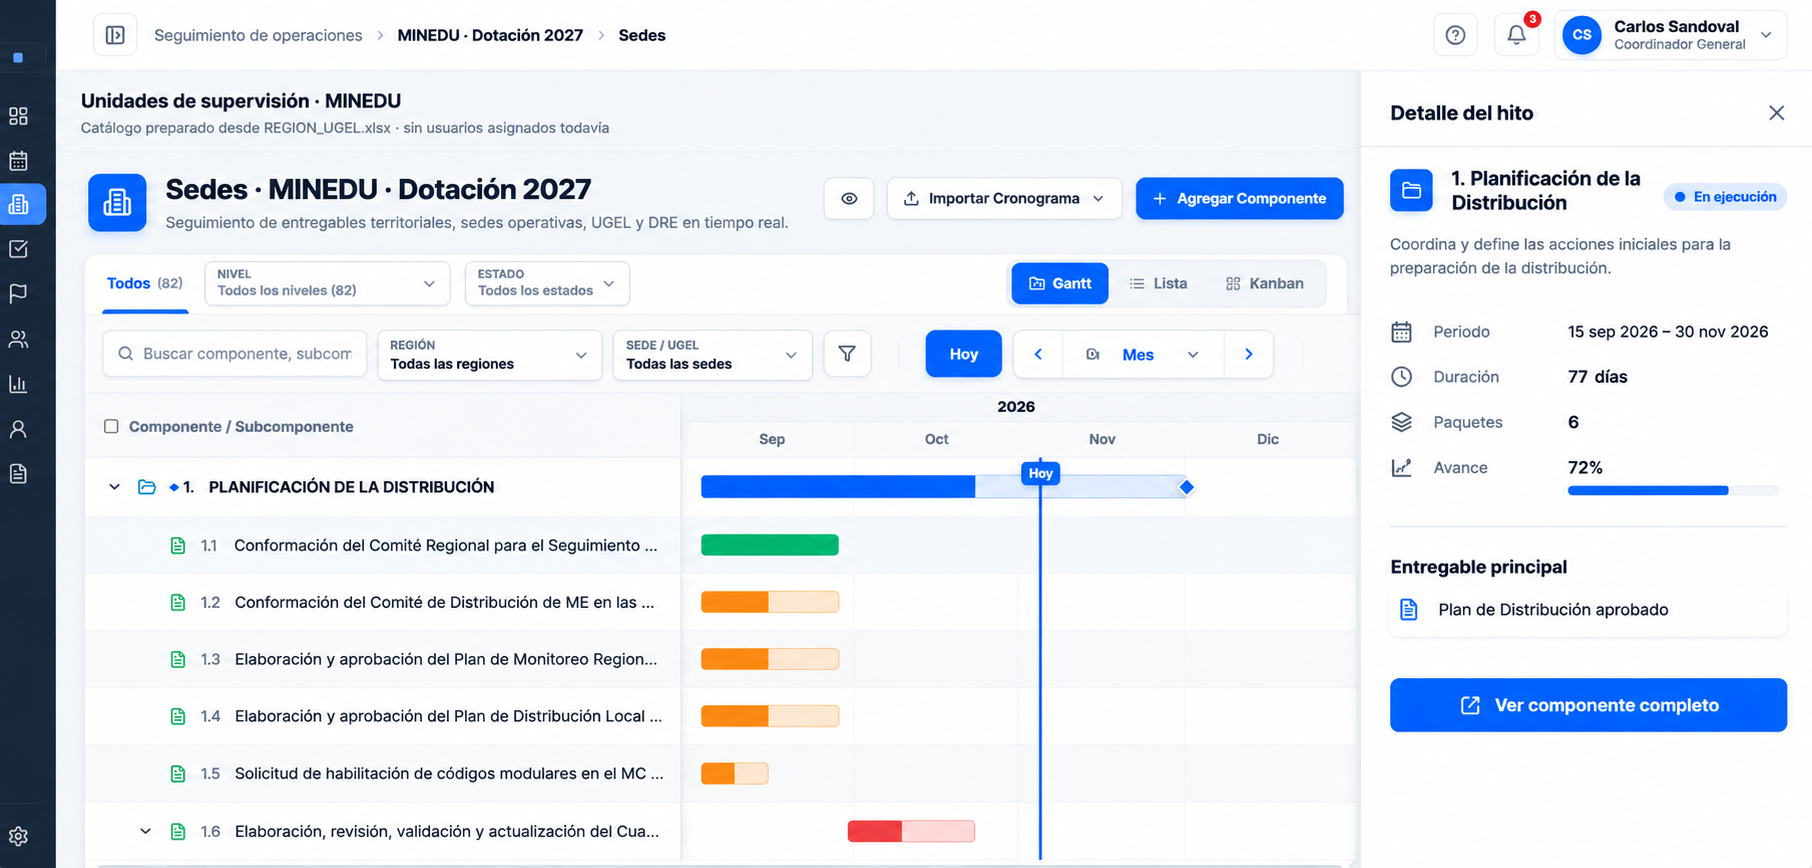 Seguimiento de operaciones > MINEDU · Dotación 2027 > Sedes
3
CS
Carlos Sandoval
Coordinador General
Unidades de supervisión · MINEDU
Catálogo preparado desde REGION_UGEL.xlsx · sin usuarios asignados todavía
Sedes · MINEDU · Dotación 2027
Seguimiento de entregables territoriales, sedes operativas, UGEL y DRE en tiempo real.
Importar Cronograma
+ Agregar Componente
Todos (82)
NIVEL
Todos los niveles (82)
ESTADO
Todos los estados
Gantt
Lista
Kanban
Buscar componente, subcom
REGIÓN
Todas las regiones
SEDE / UGEL
Todas las sedes
Hoy
Mes
Componente / Subcomponente
2026
Sep
Oct
Nov
Dic
Hoy
1. PLANIFICACIÓN DE LA DISTRIBUCIÓN
1.1 Conformación del Comité Regional para el Seguimiento ...
1.2 Conformación del Comité de Distribución de ME en las ...
1.3 Elaboración y aprobación del Plan de Monitoreo Region...
1.4 Elaboración y aprobación del Plan de Distribución Local ...
1.5 Solicitud de habilitación de códigos modulares en el MC ...
1.6 Elaboración, revisión, validación y actualización del Cua...
Detalle del hito
1. Planificación de la
Distribución
En ejecución
Coordina y define las acciones iniciales para la
preparación de la distribución.
Periodo 15 sep 2026 – 30 nov 2026
Duración 77 días
Paquetes 6
Avance 72%
Entregable principal
Plan de Distribución aprobado
Ver componente completo